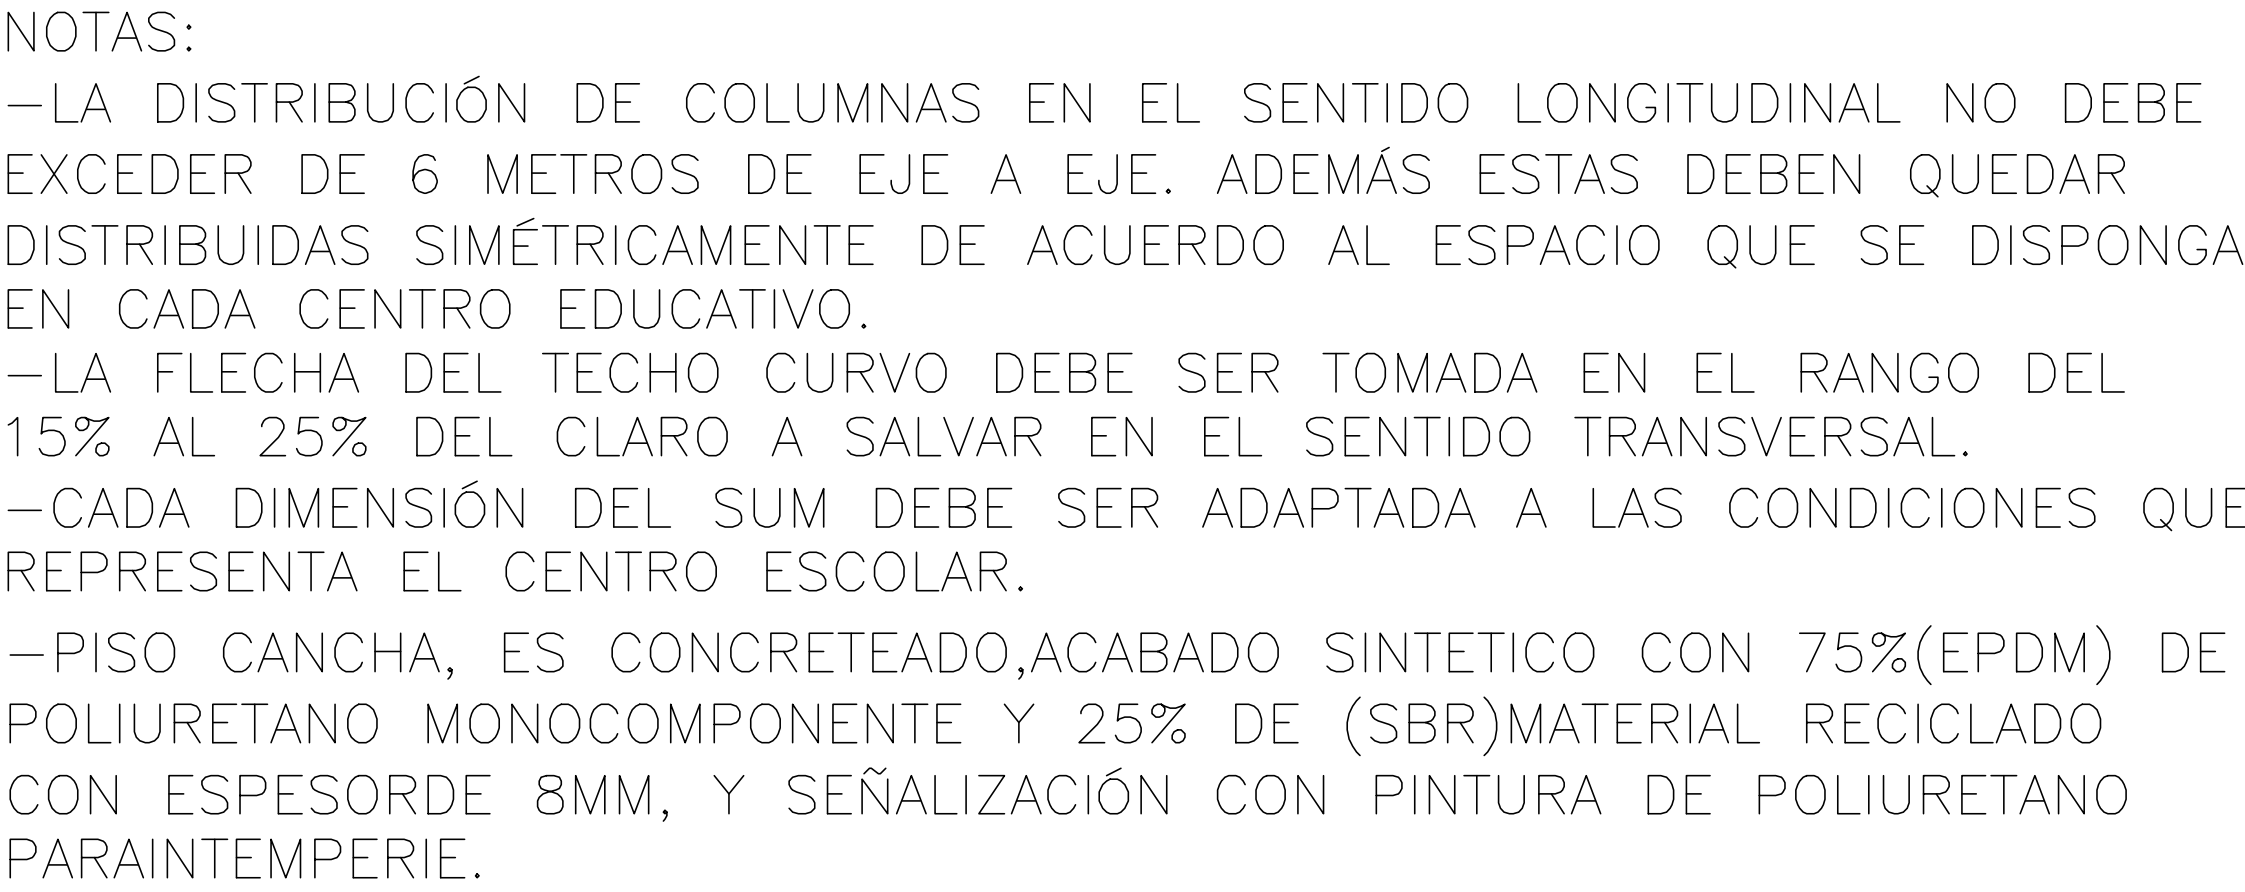 NOTAS:
-LA DISTRIBUCIÓN DE COLUMNAS EN EL SENTIDO LONGITUDINAL NO DEBE
EXCEDER DE 6 METROS DE EJE A EJE. ADEMÁS ESTAS DEBEN QUEDAR
DISTRIBUIDAS SIMÉTRICAMENTE DE ACUERDO AL ESPACIO QUE SE DISPONGA
EN CADA CENTRO EDUCATIVO.
-LA FLECHA DEL TECHO CURVO DEBE SER TOMADA EN EL RANGO DEL
15% AL 25% DEL CLARO A SALVAR EN EL SENTIDO TRANSVERSAL.
-CADA DIMENSIÓN DEL SUM DEBE SER ADAPTADA A LAS CONDICIONES QUE
REPRESENTA EL CENTRO ESCOLAR.
-PISO CANCHA, ES CONCRETEADO,ACABADO SINTETICO CON 75%(EPDM) DE
POLIURETANO MONOCOMPONENTE Y 25% DE (SBR)MATERIAL RECICLADO
CON ESPESORDE 8MM, Y SEÑALIZACIÓN CON PINTURA DE POLIURETANO
PARAINTEMPERIE.